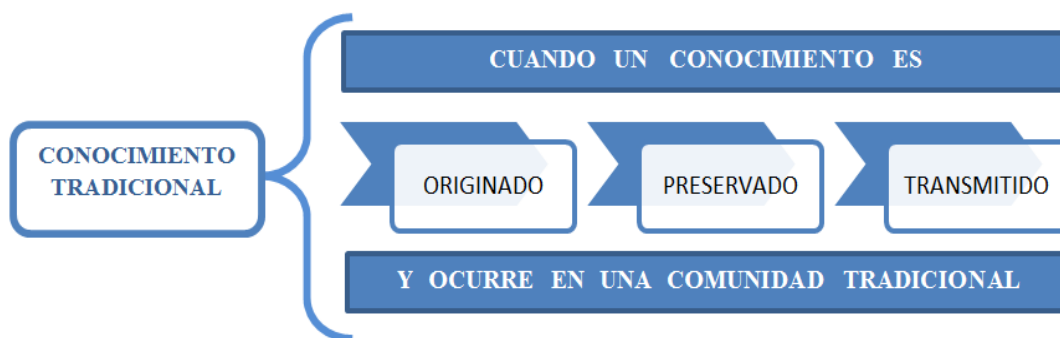 CUANDO UN CONOCIMIENTO ES
CONOCIMIENTO
TRADICIONAL
ORIGINADO
PRESERVADO
TRANSMITIDO
Y OCURRE EN UNA COMUNIDAD TRADICIONAL